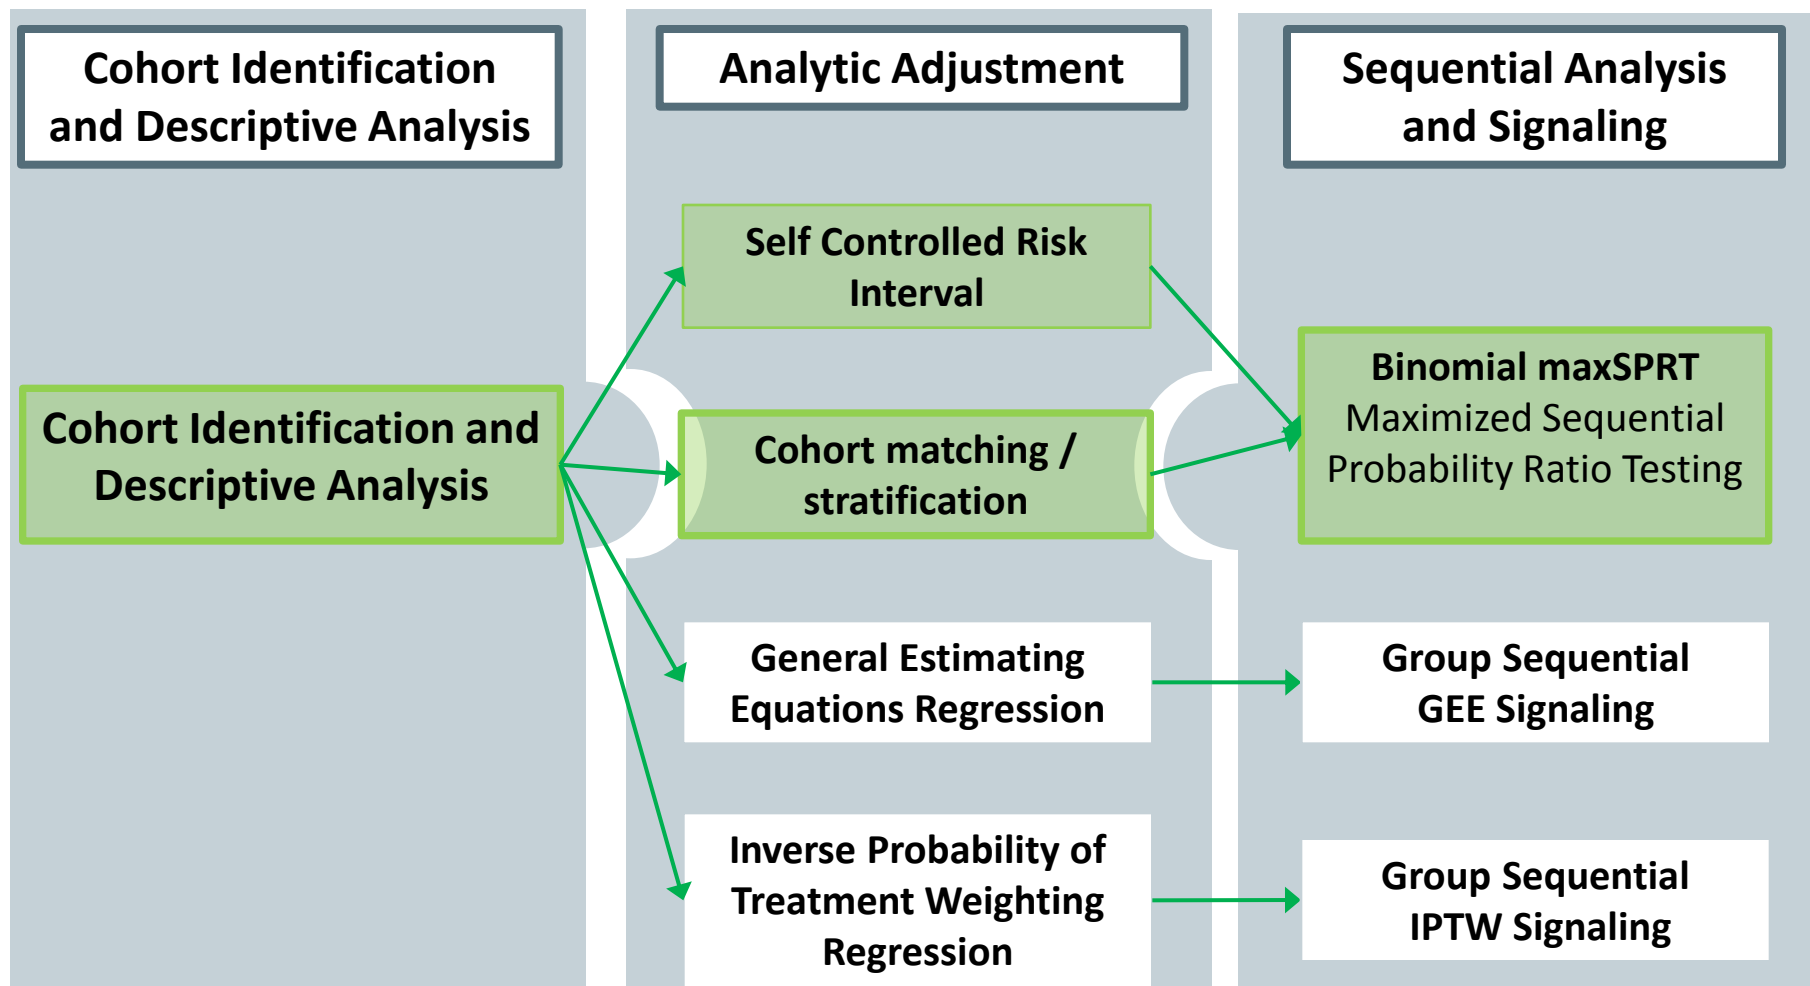 Cohort Identification
and Descriptive Analysis
Analytic Adjustment
Sequential Analysis
and Signaling
Cohort Identification and
Descriptive Analysis
Self Controlled Risk
Interval
Cohort matching /
stratification
General Estimating
Equations Regression
Inverse Probability of
Treatment Weighting
Regression
Binomial maxSPRT
Maximized Sequential
Probability Ratio Testing
Group Sequential
GEE Signaling
Group Sequential
IPTW Signaling